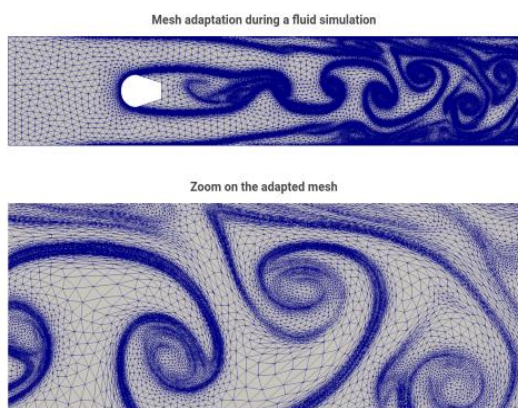 Mesh adaptation during a fluid simulation
Zoom on the adapted mesh